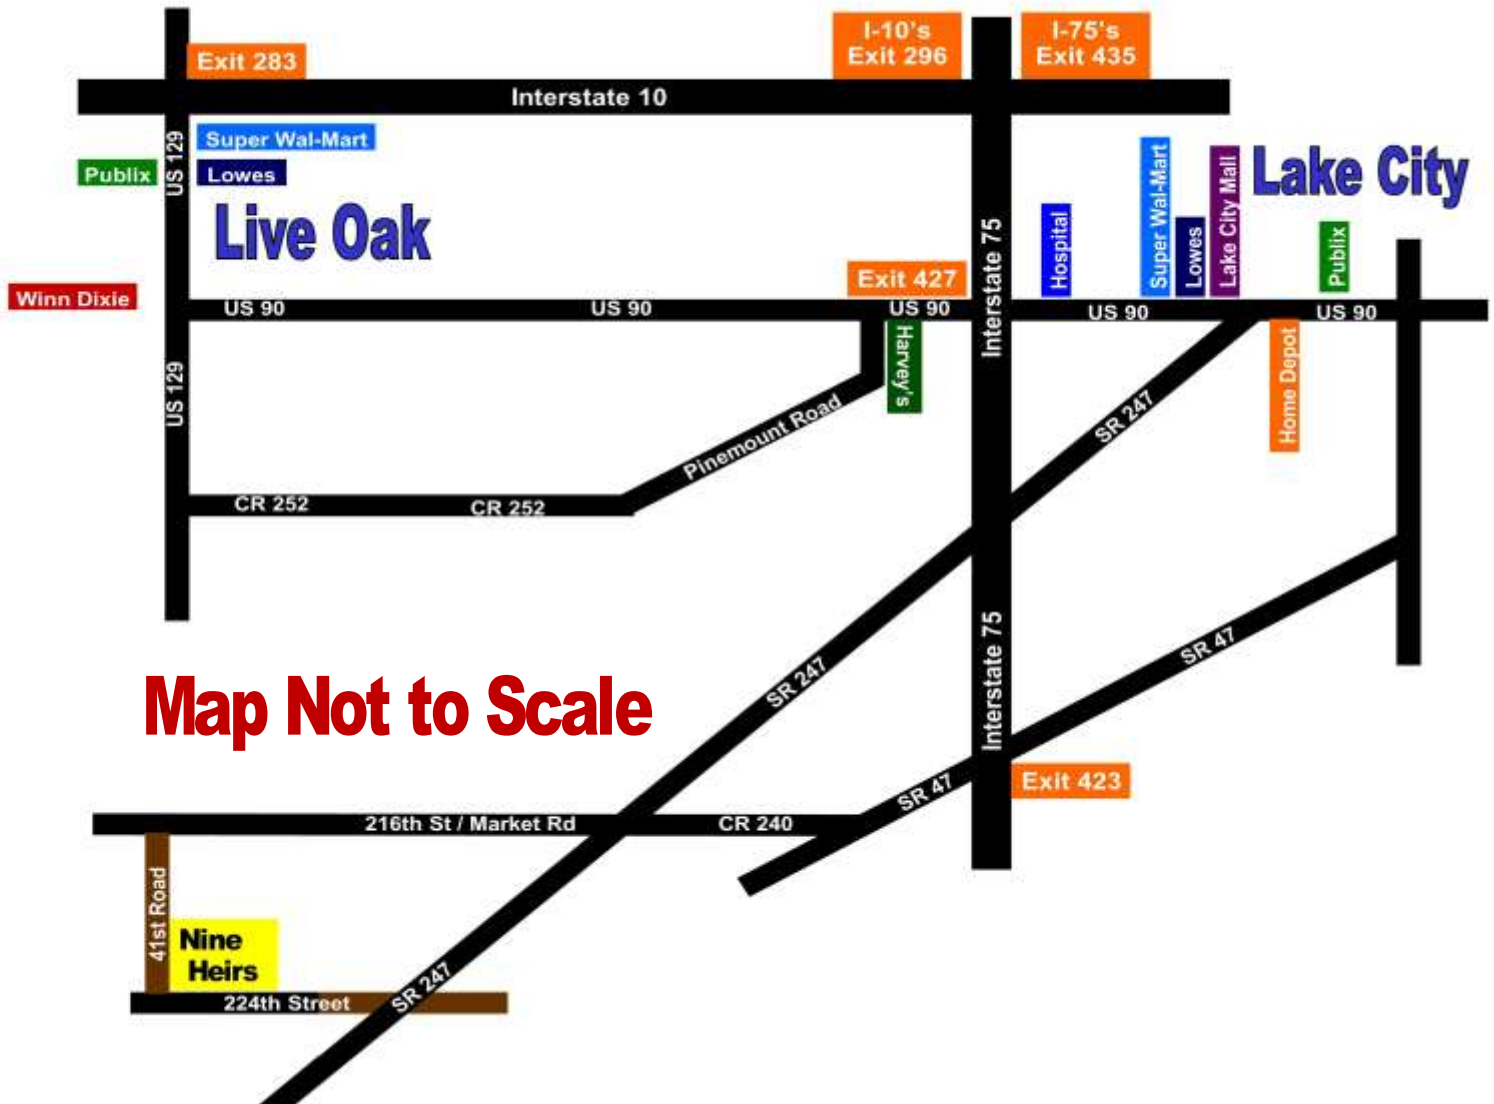 I-10's
Exit 296
I-75's
Exit 435
Exit 283
Interstate 10
US 129
Super Wal-Mart
Publix
Lowes
Live Oak
Lake City
Super Wal-Mart
Lowes
Lake City Mall
Hospital
Publix
Interstate 75
Exit 427
Winn Dixie
US 90
US 90
US 90
US 90
US 90
Harvey's
Home Depot
US 129
Pinemount Road
SR 247
CR 252
CR 252
Interstate 75
SR 47
SR 247
Map Not to Scale
Exit 423
SR 47
216th St / Market Rd
CR 240
41st Road
Nine
Heirs
SR 247
224th Street